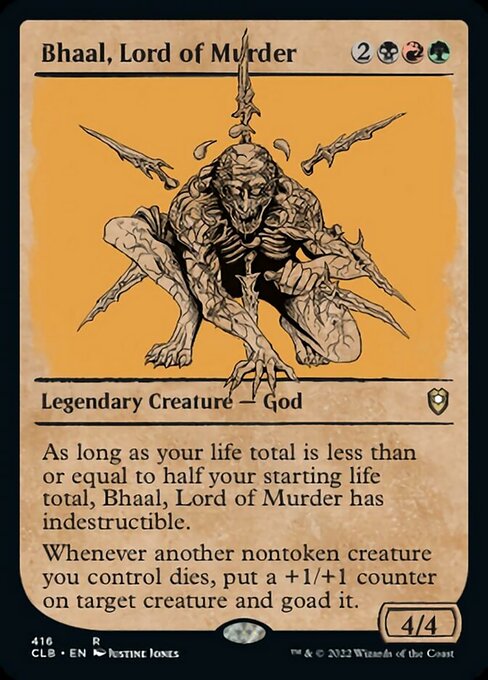 Bhaal, Lord of Murder 2
Legendary Creature — God
As long as your life total is less than
or equal to half your starting life
total, Bhaal, Lord of Murder has
indestructible.
Whenever another nontoken creature
you control dies, put a +1/+1 counter
on target creature and goad it.
4/4
416 R
CLB • EN Justine Jones
™ & © 2022 Wizards of the Coast